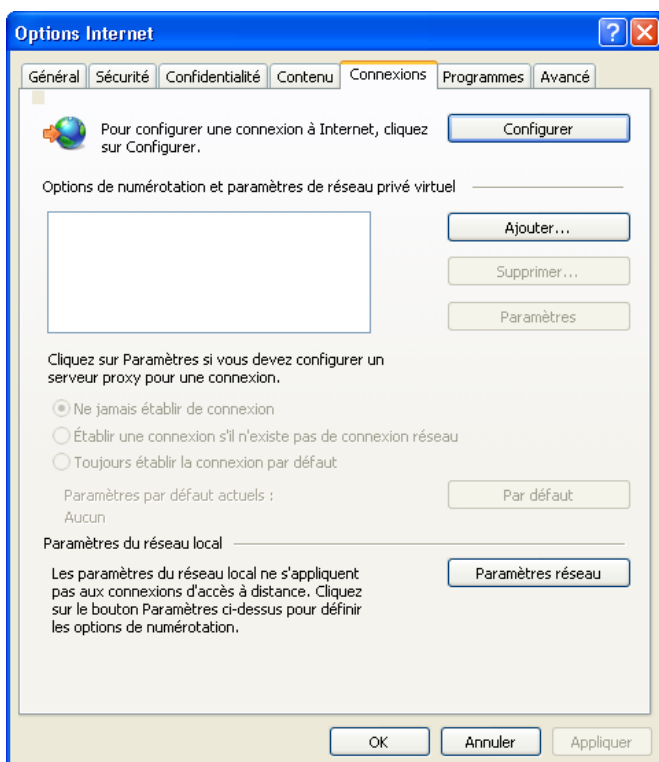 Options Internet
Général Sécurité Confidentialité Contenu Connexions Programmes Avancé
Pour configurer une connexion à Internet, cliquez
sur Configurer.
Configurer
Options de numérotation et paramètres de réseau privé virtuel
Ajouter...
Supprimer...
Paramètres
Cliquez sur Paramètres si vous devez configurer un
serveur proxy pour une connexion.
Ne jamais établir de connexion
Établir une connexion s'il n'existe pas de connexion réseau
Toujours établir la connexion par défaut
Paramètres par défaut actuels :
Aucun
Par défaut
Paramètres du réseau local
Les paramètres du réseau local ne s'appliquent
pas aux connexions d'accès à distance. Cliquez
sur le bouton Paramètres ci-dessus pour définir
les options de numérotation.
Paramètres réseau
OK Annuler Appliquer